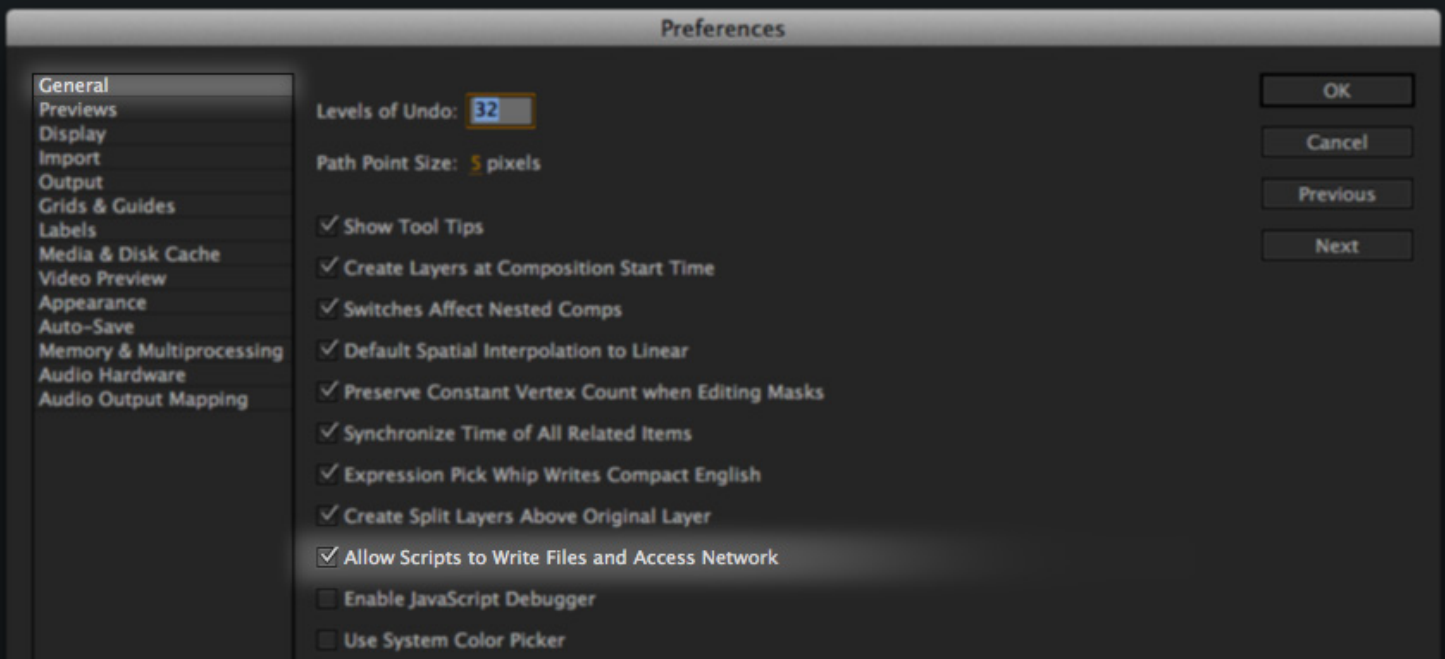 Preferences
General
Previews
Display
Import
Output
Grids & Guides
Labels
Media & Disk Cache
Video Preview
Appearance
Auto-Save
Memory & Multiprocessing
Audio Hardware
Audio Output Mapping
Levels of Undo: 32
Path Point Size: 5 pixels
Show Tool Tips
Create Layers at Composition Start Time
Switches Affect Nested Comps
Default Spatial Interpolation to Linear
Preserve Constant Vertex Count when Editing Masks
Synchronize Time of All Related Items
Expression Pick Whip Writes Compact English
Create Split Layers Above Original Layer
Allow Scripts to Write Files and Access Network
Enable JavaScript Debugger
Use System Color Picker
OK
Cancel
Previous
Next